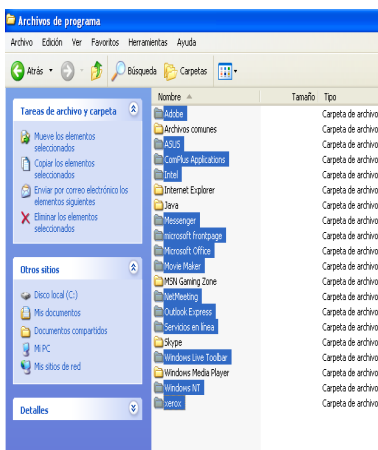 Archivos de programa
Archivo Edición Ver Favoritos Herramientas Ayuda
Atrás Búsqueda Carpetas
Tareas de archivo y carpeta
Mueve los elementos
seleccionados
Copiar los elementos
seleccionados
Enviar por correo electrónico los
elementos siguientes
Eliminar los elementos
seleccionados
Otros sitios
Disco local (C:)
Mis documentos
Documentos compartidos
Mi PC
Mis sitios de red
Detalles
Nombre Tamaño Tipo
Adobe Carpeta de archivo
Archivos comunes Carpeta de archivo
ASUS Carpeta de archivo
ComPlus Applications Carpeta de archivo
Intel Carpeta de archivo
Internet Explorer Carpeta de archivo
Java Carpeta de archivo
Messenger Carpeta de archivo
microsoft frontpage Carpeta de archivo
Microsoft Office Carpeta de archivo
Movie Maker Carpeta de archivo
MSN Gaming Zone Carpeta de archivo
NetMeeting Carpeta de archivo
Outlook Express Carpeta de archivo
Servicios en línea Carpeta de archivo
Skype Carpeta de archivo
Windows Live Toolbar Carpeta de archivo
Windows Media Player Carpeta de archivo
Windows NT Carpeta de archivo
xerox Carpeta de archivo